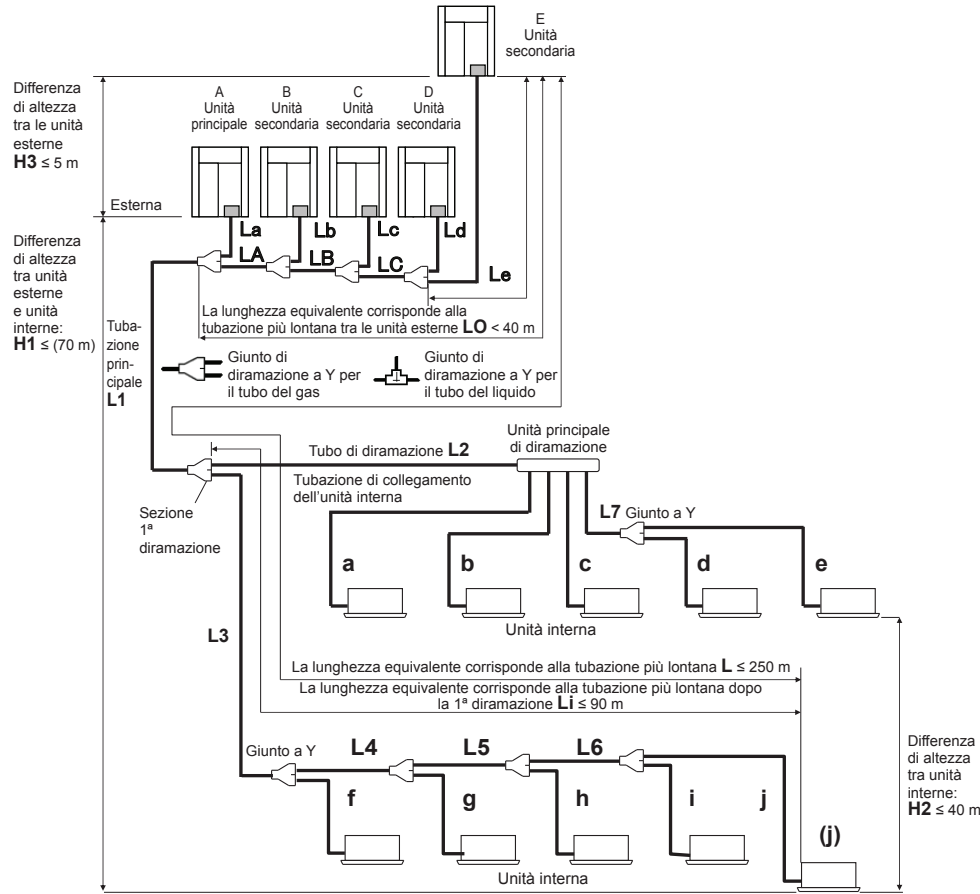 E
Unità
secondaria
Differenza
di altezza
tra le unità
esterne
H3 ≤ 5 m
A
Unità
principale
B
Unità
secondaria
C
Unità
secondaria
D
Unità
secondaria
Esterna
La
Lb
Lc
Ld
LA
LB
LC
Le
Differenza
di altezza
tra unità
esterne
e unità
interne:
H1 ≤ (70 m)
Tuba-
zione
prin-
cipale
L1
La lunghezza equivalente corrisponde alla
tubazione più lontana tra le unità esterne LO < 40 m
Giunto di
diramazione a Y per
il tubo del gas
Giunto di
diramazione a Y per
il tubo del liquido
Tubo di diramazione L2
Unità principale
di diramazione
Tubazione di collegamento
dell'unità interna
Sezione
1ª
diramazione
L7 Giunto a Y
a
b
c
d
e
Unità interna
L3
La lunghezza equivalente corrisponde alla tubazione più lontana L ≤ 250 m
La lunghezza equivalente corrisponde alla tubazione più lontana dopo
la 1ª diramazione Li ≤ 90 m
Giunto a Y
L4
L5
L6
f
g
h
i
j
(j)
Differenza
di altezza
tra unità
interne:
H2 ≤ 40 m
Unità interna